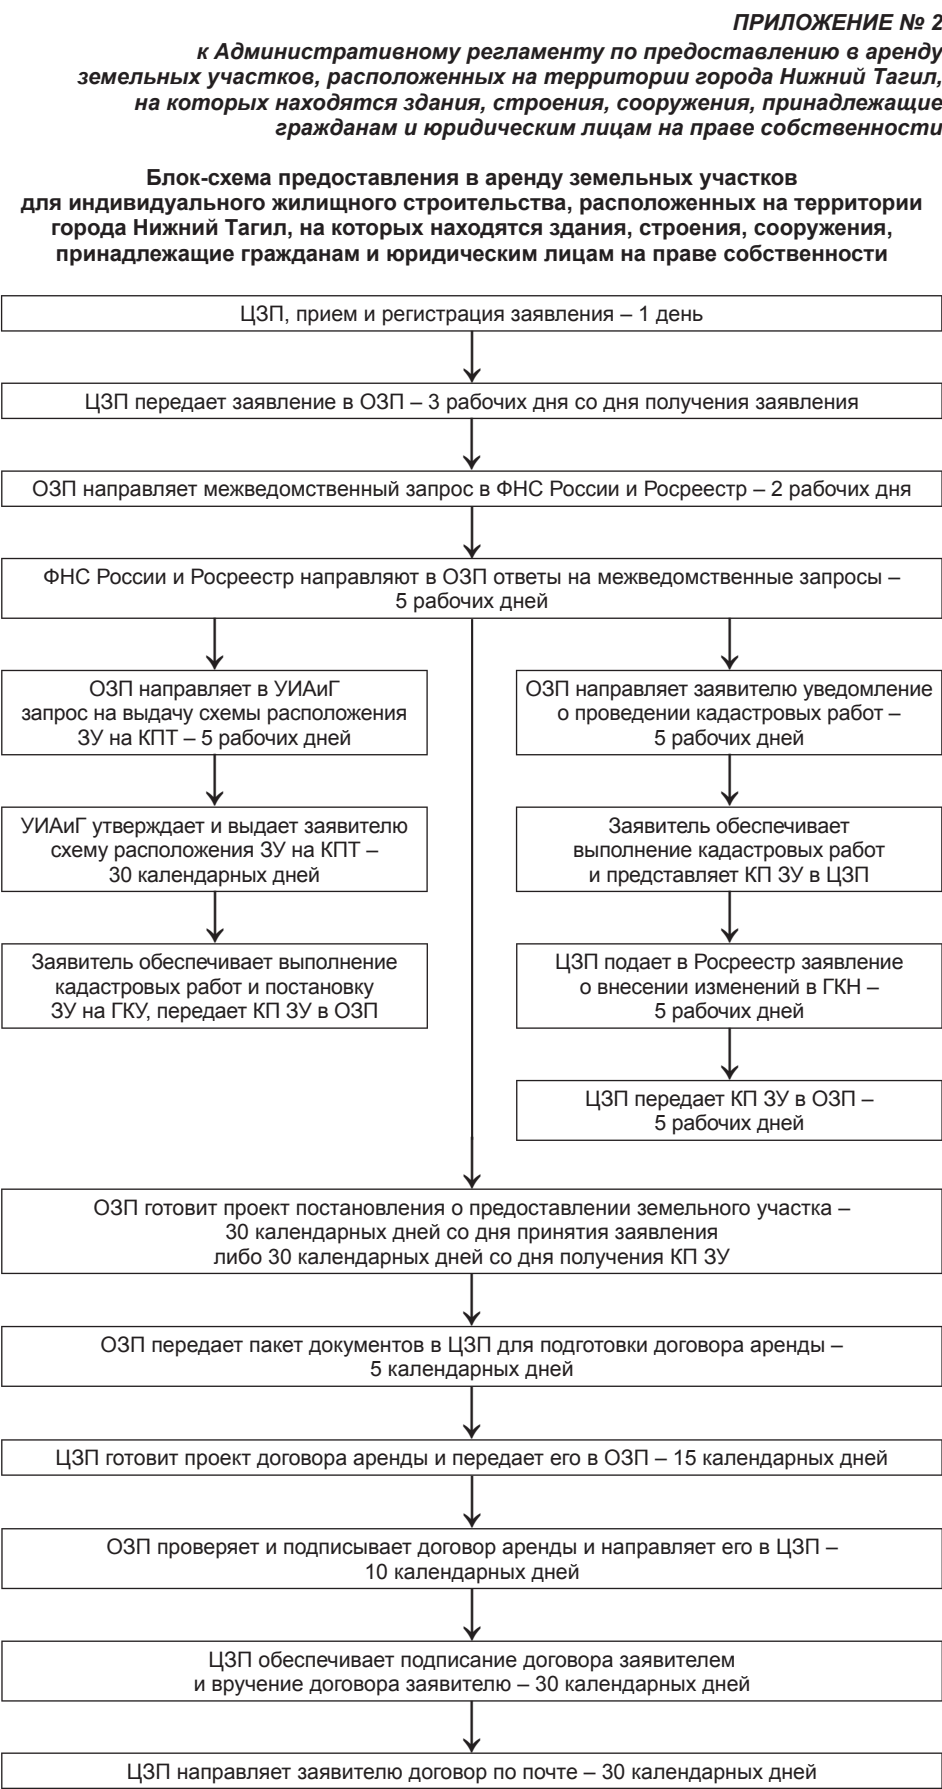 ПРИЛОЖЕНИЕ № 2
к Административному регламенту по предоставлению в аренду
земельных участков, расположенных на территории города Нижний Тагил,
на которых находятся здания, строения, сооружения, принадлежащие
гражданам и юридическим лицам на праве собственности
Блок-схема предоставления в аренду земельных участков
для индивидуального жилищного строительства, расположенных на территории
города Нижний Тагил, на которых находятся здания, строения, сооружения,
принадлежащие гражданам и юридическим лицам на праве собственности
ЦЗП, прием и регистрация заявления – 1 день
ЦЗП передает заявление в ОЗП – 3 рабочих дня со дня получения заявления
ОЗП направляет межведомственный запрос в ФНС России и Росреестр – 2 рабочих дня
ФНС России и Росреестр направляют в ОЗП ответы на межведомственные запросы –
5 рабочих дней
ОЗП направляет в УИАиГ
запрос на выдачу схемы расположения
ЗУ на КПТ – 5 рабочих дней
УИАиГ утверждает и выдает заявителю
схему расположения ЗУ на КПТ –
30 календарных дней
Заявитель обеспечивает выполнение
кадастровых работ и постановку
ЗУ на ГКУ, передает КП ЗУ в ОЗП
ОЗП направляет заявителю уведомление
о проведении кадастровых работ –
5 рабочих дней
Заявитель обеспечивает
выполнение кадастровых работ
и представляет КП ЗУ в ЦЗП
ЦЗП подает в Росреестр заявление
о внесении изменений в ГКН –
5 рабочих дней
ЦЗП передает КП ЗУ в ОЗП –
5 рабочих дней
ОЗП готовит проект постановления о предоставлении земельного участка –
30 календарных дней со дня принятия заявления
либо 30 календарных дней со дня получения КП ЗУ
ОЗП передает пакет документов в ЦЗП для подготовки договора аренды –
5 календарных дней
ЦЗП готовит проект договора аренды и передает его в ОЗП – 15 календарных дней
ОЗП проверяет и подписывает договор аренды и направляет его в ЦЗП –
10 календарных дней
ЦЗП обеспечивает подписание договора заявителем
и вручение договора заявителю – 30 календарных дней
ЦЗП направляет заявителю договор по почте – 30 календарных дней